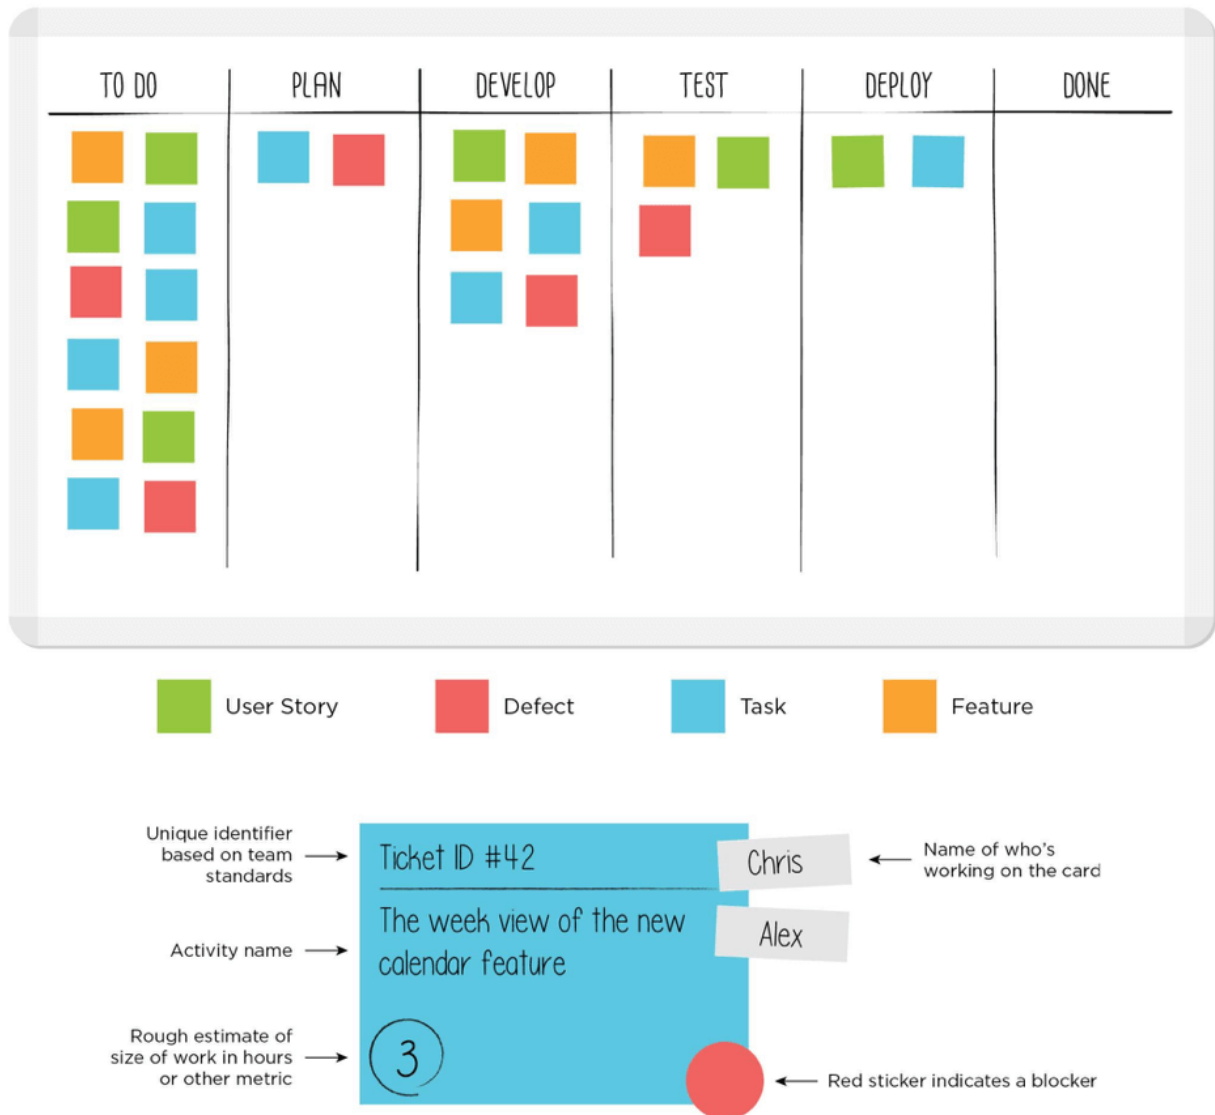 TO DO
PLAN
DEVELOP
TEST
DEPLOY
DONE
User Story
Defect
Task
Feature
Unique identifier
based on team
standards
Ticket ID #42
Chris
Name of who's
working on the card
Activity name
The week view of the new
calendar feature
Alex
Rough estimate of
size of work in hours
or other metric
3
Red sticker indicates a blocker